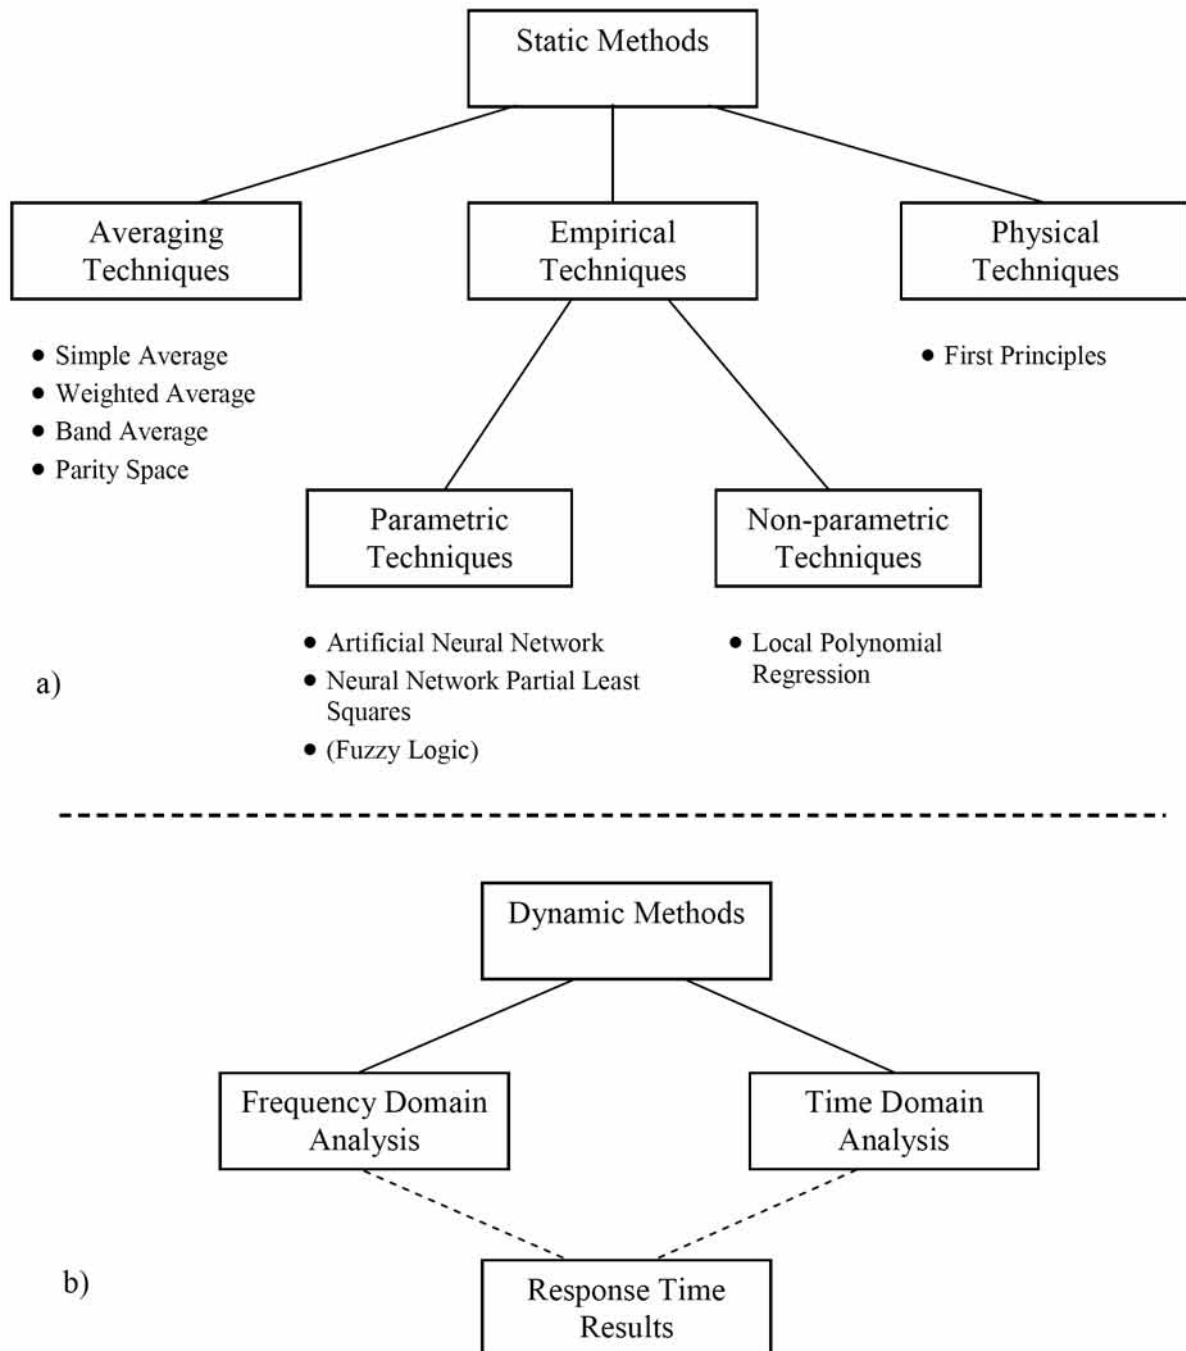 Static Methods
Averaging
Techniques
Empirical
Techniques
Physical
Techniques
• Simple Average
• Weighted Average
• Band Average
• Parity Space
• First Principles
Parametric
Techniques
Non-parametric
Techniques
• Artificial Neural Network
• Neural Network Partial Least
Squares
• (Fuzzy Logic)
• Local Polynomial
Regression
a)
Dynamic Methods
Frequency Domain
Analysis
Time Domain
Analysis
b)
Response Time
Results